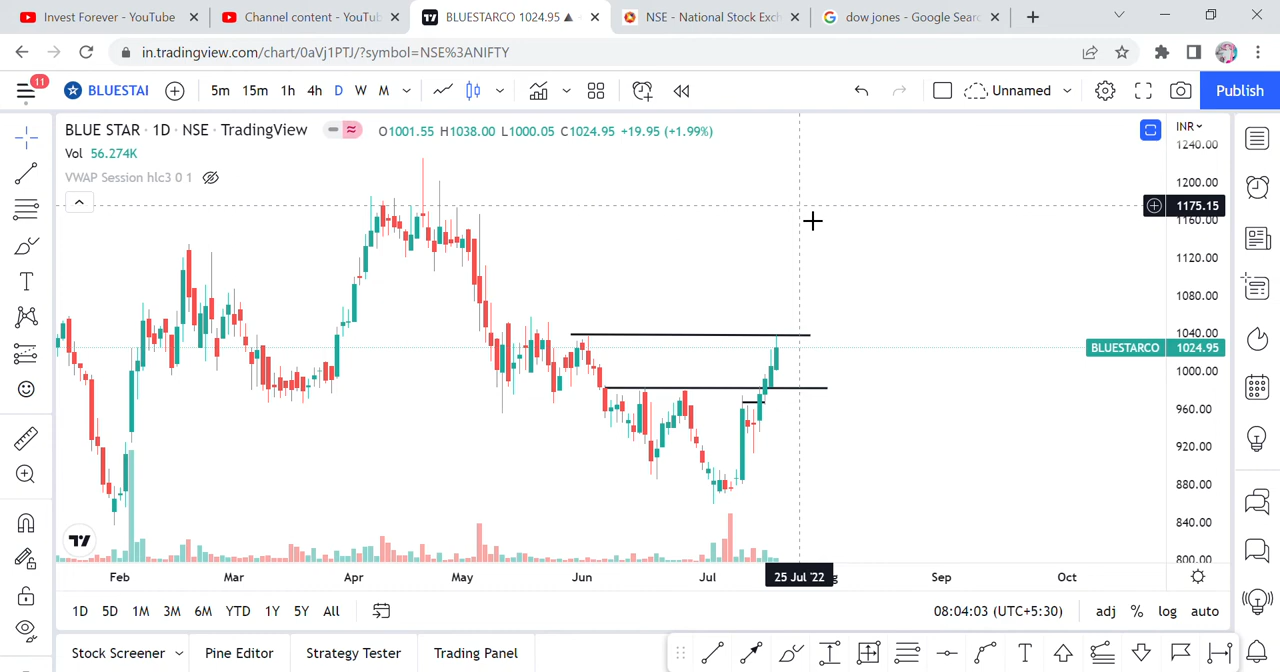 Invest Forever - YouTube
Channel content - YouTu
BLUESTARCO 1024.95 ▲
NSE - National Stock Exch
dow jones - Google Sear
in.tradingview.com/chart/0aVj1PTJ/?symbol=NSE%3ANIFTY
11
BLUESTAI
5m 15m 1h 4h D W M
Unnamed
Publish
BLUE STAR · 1D · NSE · TradingView
O1001.55 H1038.00 L1000.05 C1024.95 +19.95 (+1.99%)
INR
Vol 56.274K
VWAP Session hlc3 0 1
1240.00
1200.00
1175.15
1160.00
1120.00
1080.00
1040.00
BLUESTARCO 1024.95
1000.00
960.00
920.00
880.00
840.00
800.00
Feb Mar Apr May Jun Jul 25 Jul '22 Sep Oct
1D 5D 1M 3M 6M YTD 1Y 5Y All
08:04:03 (UTC+5:30)
adj % log auto
Stock Screener Pine Editor Strategy Tester Trading Panel